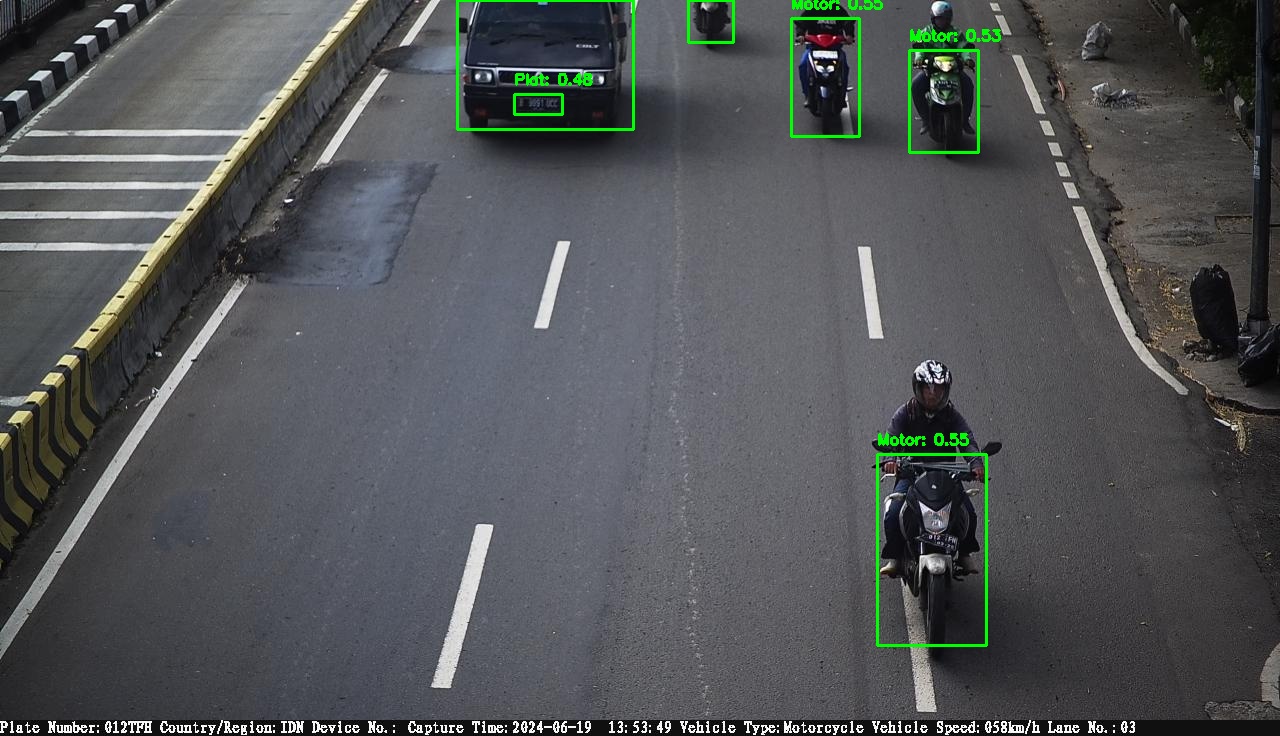 Motor: 0.55
Motor: 0.53
COLT
Plat: 0.48
Motor: 0.55
Plate Number:012TFH Country/Region:IDN Device No.: Capture Time:2024-06-19 13:53:49 Vehicle Type:Motorcycle Vehicle Speed:058km/h Lane No.:03